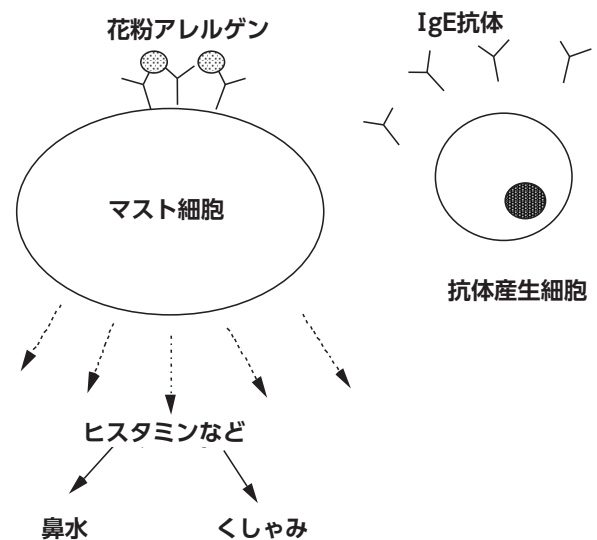 花粉アレルゲン
IgE抗体
マスト細胞
抗体産生細胞
ヒスタミンなど
鼻水
くしゃみ